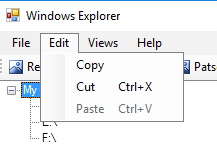 Windows Explorer
File Edit Views Help
Copy
Cut Ctrl+X
Paste Ctrl+V
My
E:\
F:\